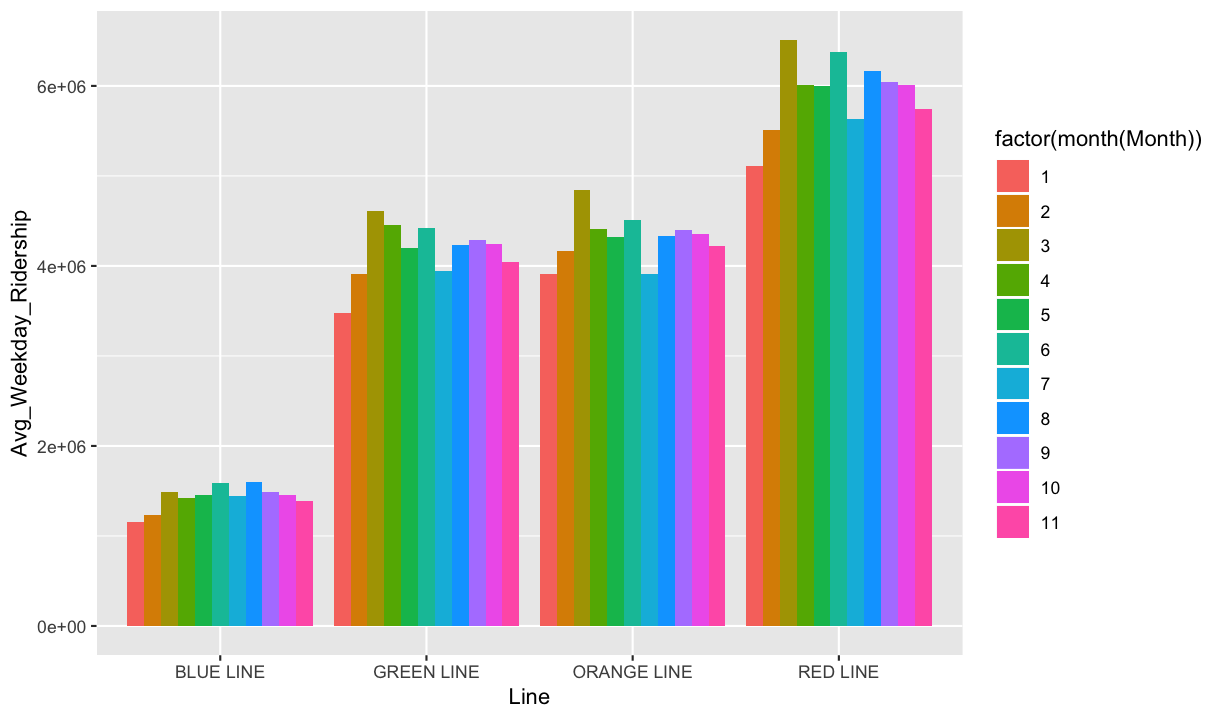 Avg_Weekday_Ridership
6e+06
4e+06
2e+06
0e+00
BLUE LINE
GREEN LINE
ORANGE LINE
RED LINE
Line
factor(month(Month))
1
2
3
4
5
6
7
8
9
10
11